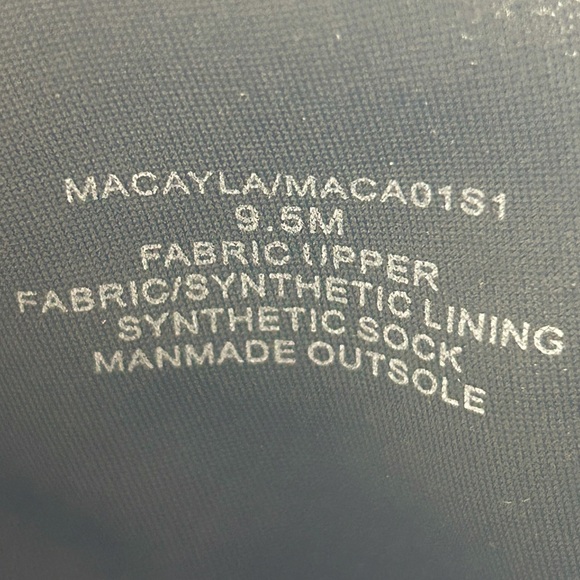 MACAYLA/MACA01S1
9.5M
FABRIC UPPER
FABRIC/SYNTHETIC LINING
SYNTHETIC SOCK
MANMADE OUTSOLE